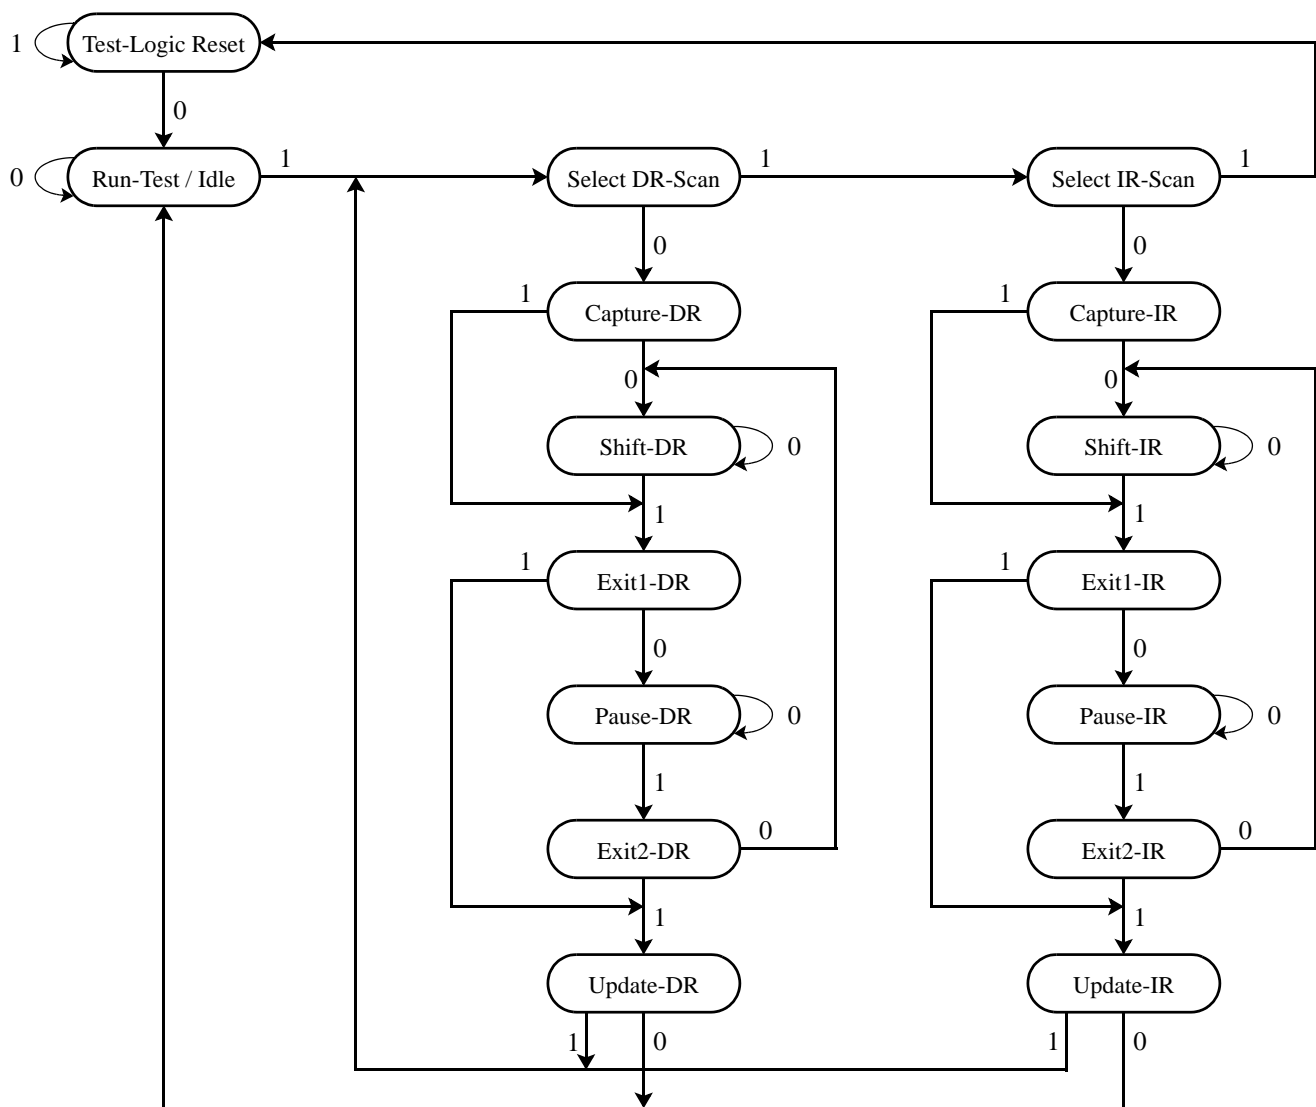 1
Test-Logic Reset
0
0
Run-Test / Idle
1
Select DR-Scan
1
Select IR-Scan
1
0
0
1
Capture-DR
1
Capture-IR
0
0
Shift-DR
0
Shift-IR
0
1
1
1
Exit1-DR
1
Exit1-IR
0
0
Pause-DR
0
Pause-IR
0
1
1
Exit2-DR
0
Exit2-IR
0
1
1
Update-DR
Update-IR
1
0
1
0